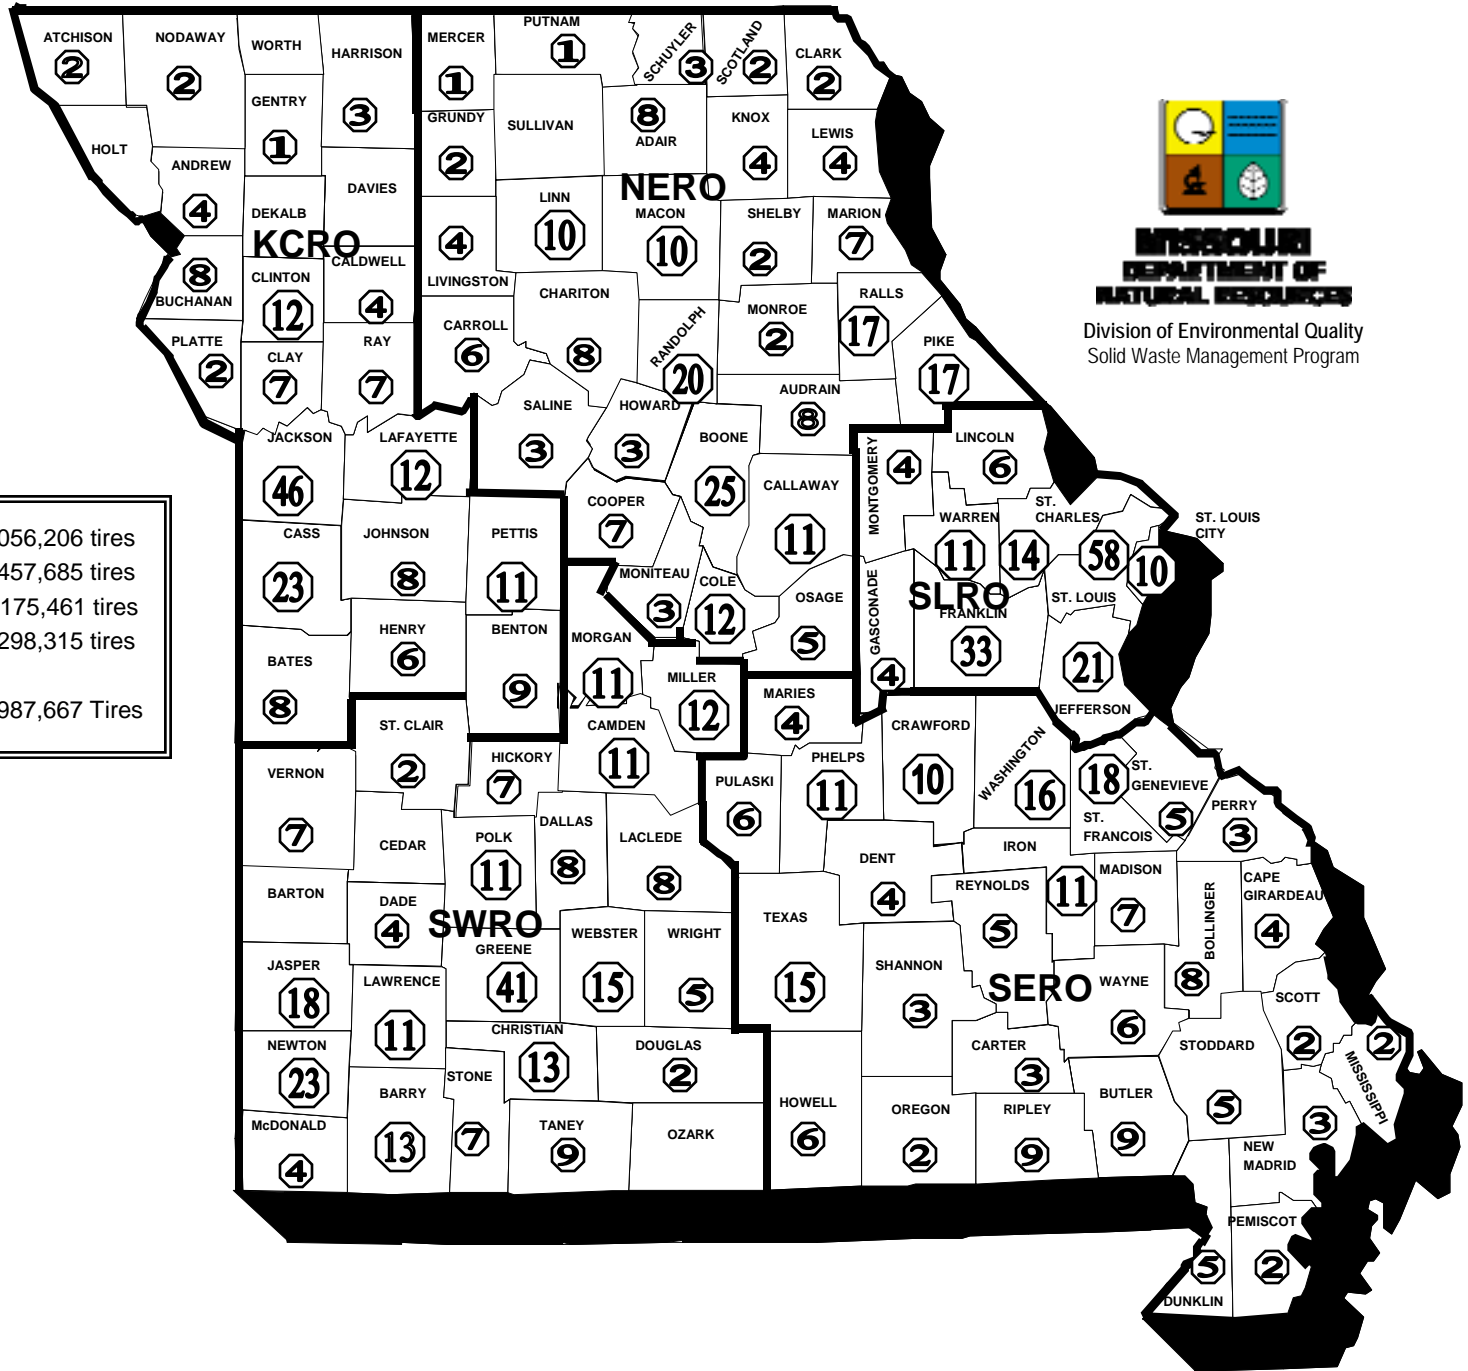 ATCHISON
2
NODAWAY
2
WORTH
HARRISON
3
MERCER
1
PUTNAM
1
SCHUYLER
3
SCOTLAND
2
CLARK
2
HOLT
GENTRY
1
GRUNDY
2
SULLIVAN
8
ADAIR
KNOX
4
LEWIS
4
ANDREW
4
DEKALB
DAVIES
KCRO
NERO
LINN
10
MACON
10
SHELBY
2
MARION
7
8
BUCHANAN
CLINTON
12
CALDWELL
4
4
LIVINGSTON
CHARITON
8
RANDOLPH
20
MONROE
2
RALLS
17
PIKE
17
PLATTE
2
CLAY
7
RAY
7
CARROLL
6
AUDRAIN
8
SALINE
3
HOWARD
3
BOONE
25
JACKSON
46
LAFAYETTE
12
MONTGOMERY
4
LINCOLN
6
CALLAWAY
11
COOPER
7
CASS
23
JOHNSON
8
PETTIS
11
WARREN
11
ST.
CHARLES
14
58
ST. LOUIS
ST. LOUIS
CITY
10
SLRO
MONITEAU
3
COLE
12
OSAGE
5
GASCONADE
4
FRANKLIN
33
21
JEFFERSON
BATES
8
HENRY
6
BENTON
9
MORGAN
11
MILLER
12
MARIES
4
CAMDEN
11
ST. CLAIR
2
HICKORY
7
VERNON
7
PULASKI
6
PHELPS
11
CRAWFORD
10
WASHINGTON
16
18
ST.
FRANCOIS
ST.
GENEVIEVE
5
PERRY
3
CEDAR
POLK
11
DALLAS
8
LACLEDE
8
DENT
4
IRON
11
REYNOLDS
5
MADISON
7
BOLLINGER
8
CAPE
GIRARDEAU
4
BARTON
DADE
4
SWRO
GREENE
41
WEBSTER
15
WRIGHT
5
TEXAS
15
SHANNON
3
SERO
WAYNE
6
SCOTT
2
2
MISSISSIPPI
JASPER
18
LAWRENCE
11
CHRISTIAN
13
DOUGLAS
2
CARTER
3
STODDARD
5
NEWTON
23
BARRY
13
STONE
7
TANEY
9
OZARK
HOWELL
6
OREGON
2
RIPLEY
9
BUTLER
9
3
NEW
MADRID
McDONALD
4
PEMISCOT
2
5
DUNKLIN
MISSOURI
DEPARTMENT OF
NATURAL RESOURCES
Division of Environmental Quality
Solid Waste Management Program
056,206 tires
457,685 tires
175,461 tires
298,315 tires
987,667 Tires